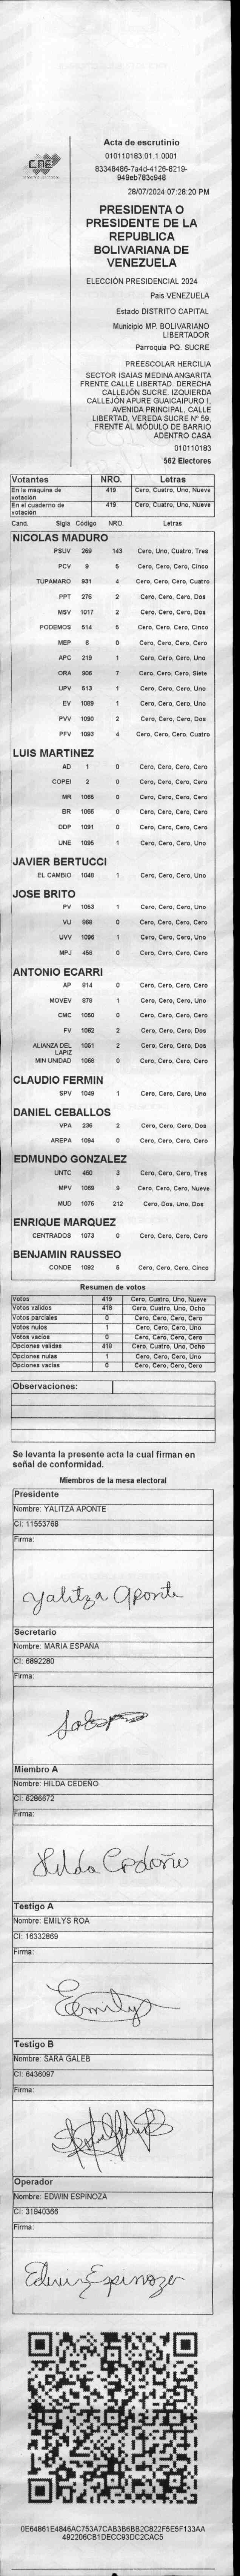 CNE
Acta de escrutinio
010110183.01.1.0001
83348486-7a4d-4126-8219-
949eb783c948
28/07/2024 07:28:20 PM
PRESIDENTA O
PRESIDENTE DE LA
REPUBLICA
BOLIVARIANA DE
VENEZUELA
ELECCIÓN PRESIDENCIAL 2024
Pais VENEZUELA
Estado DISTRITO CAPITAL
Municipio MP. BOLIVARIANO
LIBERTADOR
Parroquia PQ. SUCRE
PREESCOLAR HERCILIA
SECTOR ISAIAS MEDINA ANGARITA
FRENTE CALLE LIBERTAD. DERECHA
CALLEJÓN SUCRE. IZQUIERDA
CALLEJÓN APURE GUAICAIPURO I,
AVENIDA PRINCIPAL, CALLE
LIBERTAD, VEREDA SUCRE Nº 59,
FRENTE AL MÓDULO DE BARRIO
ADENTRO CASA
010110183
562 Electores
Votantes NRO. Letras
En la máquina de votación 419 Cero, Cuatro, Uno, Nueve
En el cuaderno de votación 419 Cero, Cuatro, Uno, Nueve
Cand. Sigla Código NRO. Letras
NICOLAS MADURO
PSUV 269 143 Cero, Uno, Cuatro, Tres
PCV 9 5 Cero, Cero, Cero, Cinco
TUPAMARO 931 4 Cero, Cero, Cero, Cuatro
PPT 276 2 Cero, Cero, Cero, Dos
MSV 1017 2 Cero, Cero, Cero, Dos
PODEMOS 514 5 Cero, Cero, Cero, Cinco
MEP 6 0 Cero, Cero, Cero, Cero
APC 219 1 Cero, Cero, Cero, Uno
ORA 906 7 Cero, Cero, Cero, Siete
UPV 513 1 Cero, Cero, Cero, Uno
EV 1089 1 Cero, Cero, Cero, Uno
PVV 1090 2 Cero, Cero, Cero, Dos
PFV 1093 4 Cero, Cero, Cero, Cuatro
LUIS MARTINEZ
AD 1 0 Cero, Cero, Cero, Cero
COPEI 2 0 Cero, Cero, Cero, Cero
MR 1066 0 Cero, Cero, Cero, Cero
BR 1065 0 Cero, Cero, Cero, Cero
DDP 1091 0 Cero, Cero, Cero, Cero
UNE 1095 1 Cero, Cero, Cero, Uno
JAVIER BERTUCCI
EL CAMBIO 1048 1 Cero, Cero, Cero, Uno
JOSE BRITO
PV 1053 1 Cero, Cero, Cero, Uno
VU 868 0 Cero, Cero, Cero, Cero
UVV 1096 1 Cero, Cero, Cero, Uno
MPJ 458 0 Cero, Cero, Cero, Cero
ANTONIO ECARRI
AP 814 0 Cero, Cero, Cero, Cero
MOVEV 878 1 Cero, Cero, Cero, Uno
CMC 1050 0 Cero, Cero, Cero, Cero
FV 1062 2 Cero, Cero, Cero, Dos
ALIANZA DEL LAPIZ 1051 2 Cero, Cero, Cero, Dos
MIN UNIDAD 1068 0 Cero, Cero, Cero, Cero
CLAUDIO FERMIN
SPV 1049 1 Cero, Cero, Cero, Uno
DANIEL CEBALLOS
VPA 236 2 Cero, Cero, Cero, Dos
AREPA 1094 0 Cero, Cero, Cero, Cero
EDMUNDO GONZALEZ
UNTC 460 3 Cero, Cero, Cero, Tres
MPV 1069 9 Cero, Cero, Cero, Nueve
MUD 1075 212 Cero, Dos, Uno, Dos
ENRIQUE MARQUEZ
CENTRADOS 1073 0 Cero, Cero, Cero, Cero
BENJAMIN RAUSSEO
CONDE 1092 5 Cero, Cero, Cero, Cinco
Resumen de votos
Votos 419 Cero, Cuatro, Uno, Nueve
Votos validos 418 Cero, Cuatro, Uno, Ocho
Votos parciales 0 Cero, Cero, Cero, Cero
Votos nulos 1 Cero, Cero, Cero, Uno
Votos vacios 0 Cero, Cero, Cero, Cero
Opciones validas 418 Cero, Cuatro, Uno, Ocho
Opciones nulas 1 Cero, Cero, Cero, Uno
Opciones vacias 0 Cero, Cero, Cero, Cero
Observaciones:
Se levanta la presente acta la cual firman en
señal de conformidad.
Miembros de la mesa electoral
Presidente
Nombre: YALITZA APONTE
CI: 11553768
Firma:
Yalitza Aponte
Secretario
Nombre: MARIA ESPANA
CI: 6892280
Firma:
Miembro A
Nombre: HILDA CEDEÑO
CI: 6286672
Firma:
Hilda Cedeño
Testigo A
Nombre: EMILYS ROA
CI: 16332869
Firma:
Emilys
Testigo B
Nombre: SARA GALEB
CI: 6436097
Firma:
Operador
Nombre: EDWIN ESPINOZA
CI: 31940366
Firma:
Edwin Espinoza
0E64861E4846AC753A7CAB3B6BB2C822F5E5F133AA
492206CB1DECC93DC2CAC5